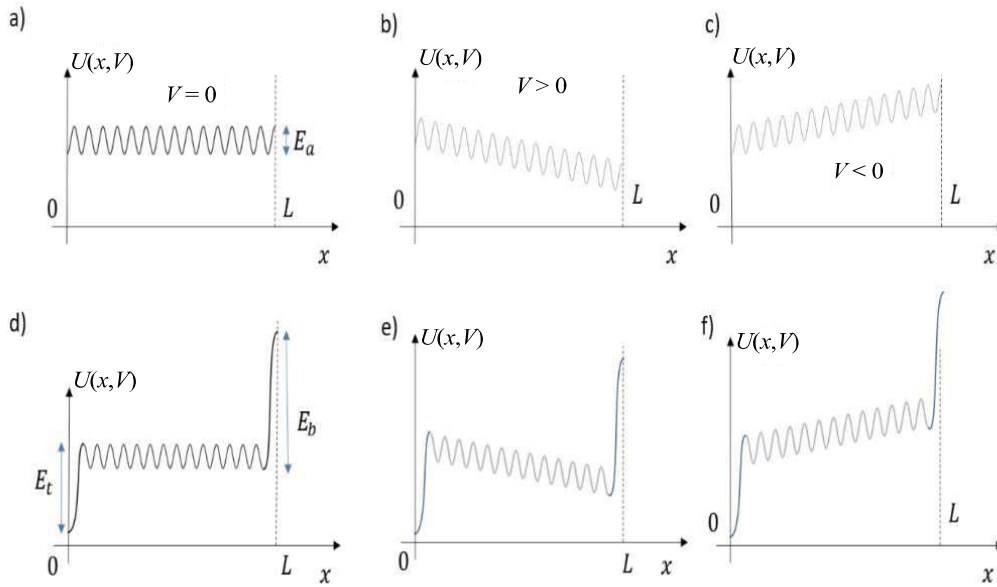 a)
U(x,V)
V = 0
E_a
0
L
x
b)
U(x,V)
V > 0
0
L
x
c)
U(x,V)
V < 0
0
L
x
d)
U(x,V)
E_t
E_b
0
L
x
e)
U(x,V)
0
L
x
f)
U(x,V)
0
L
x